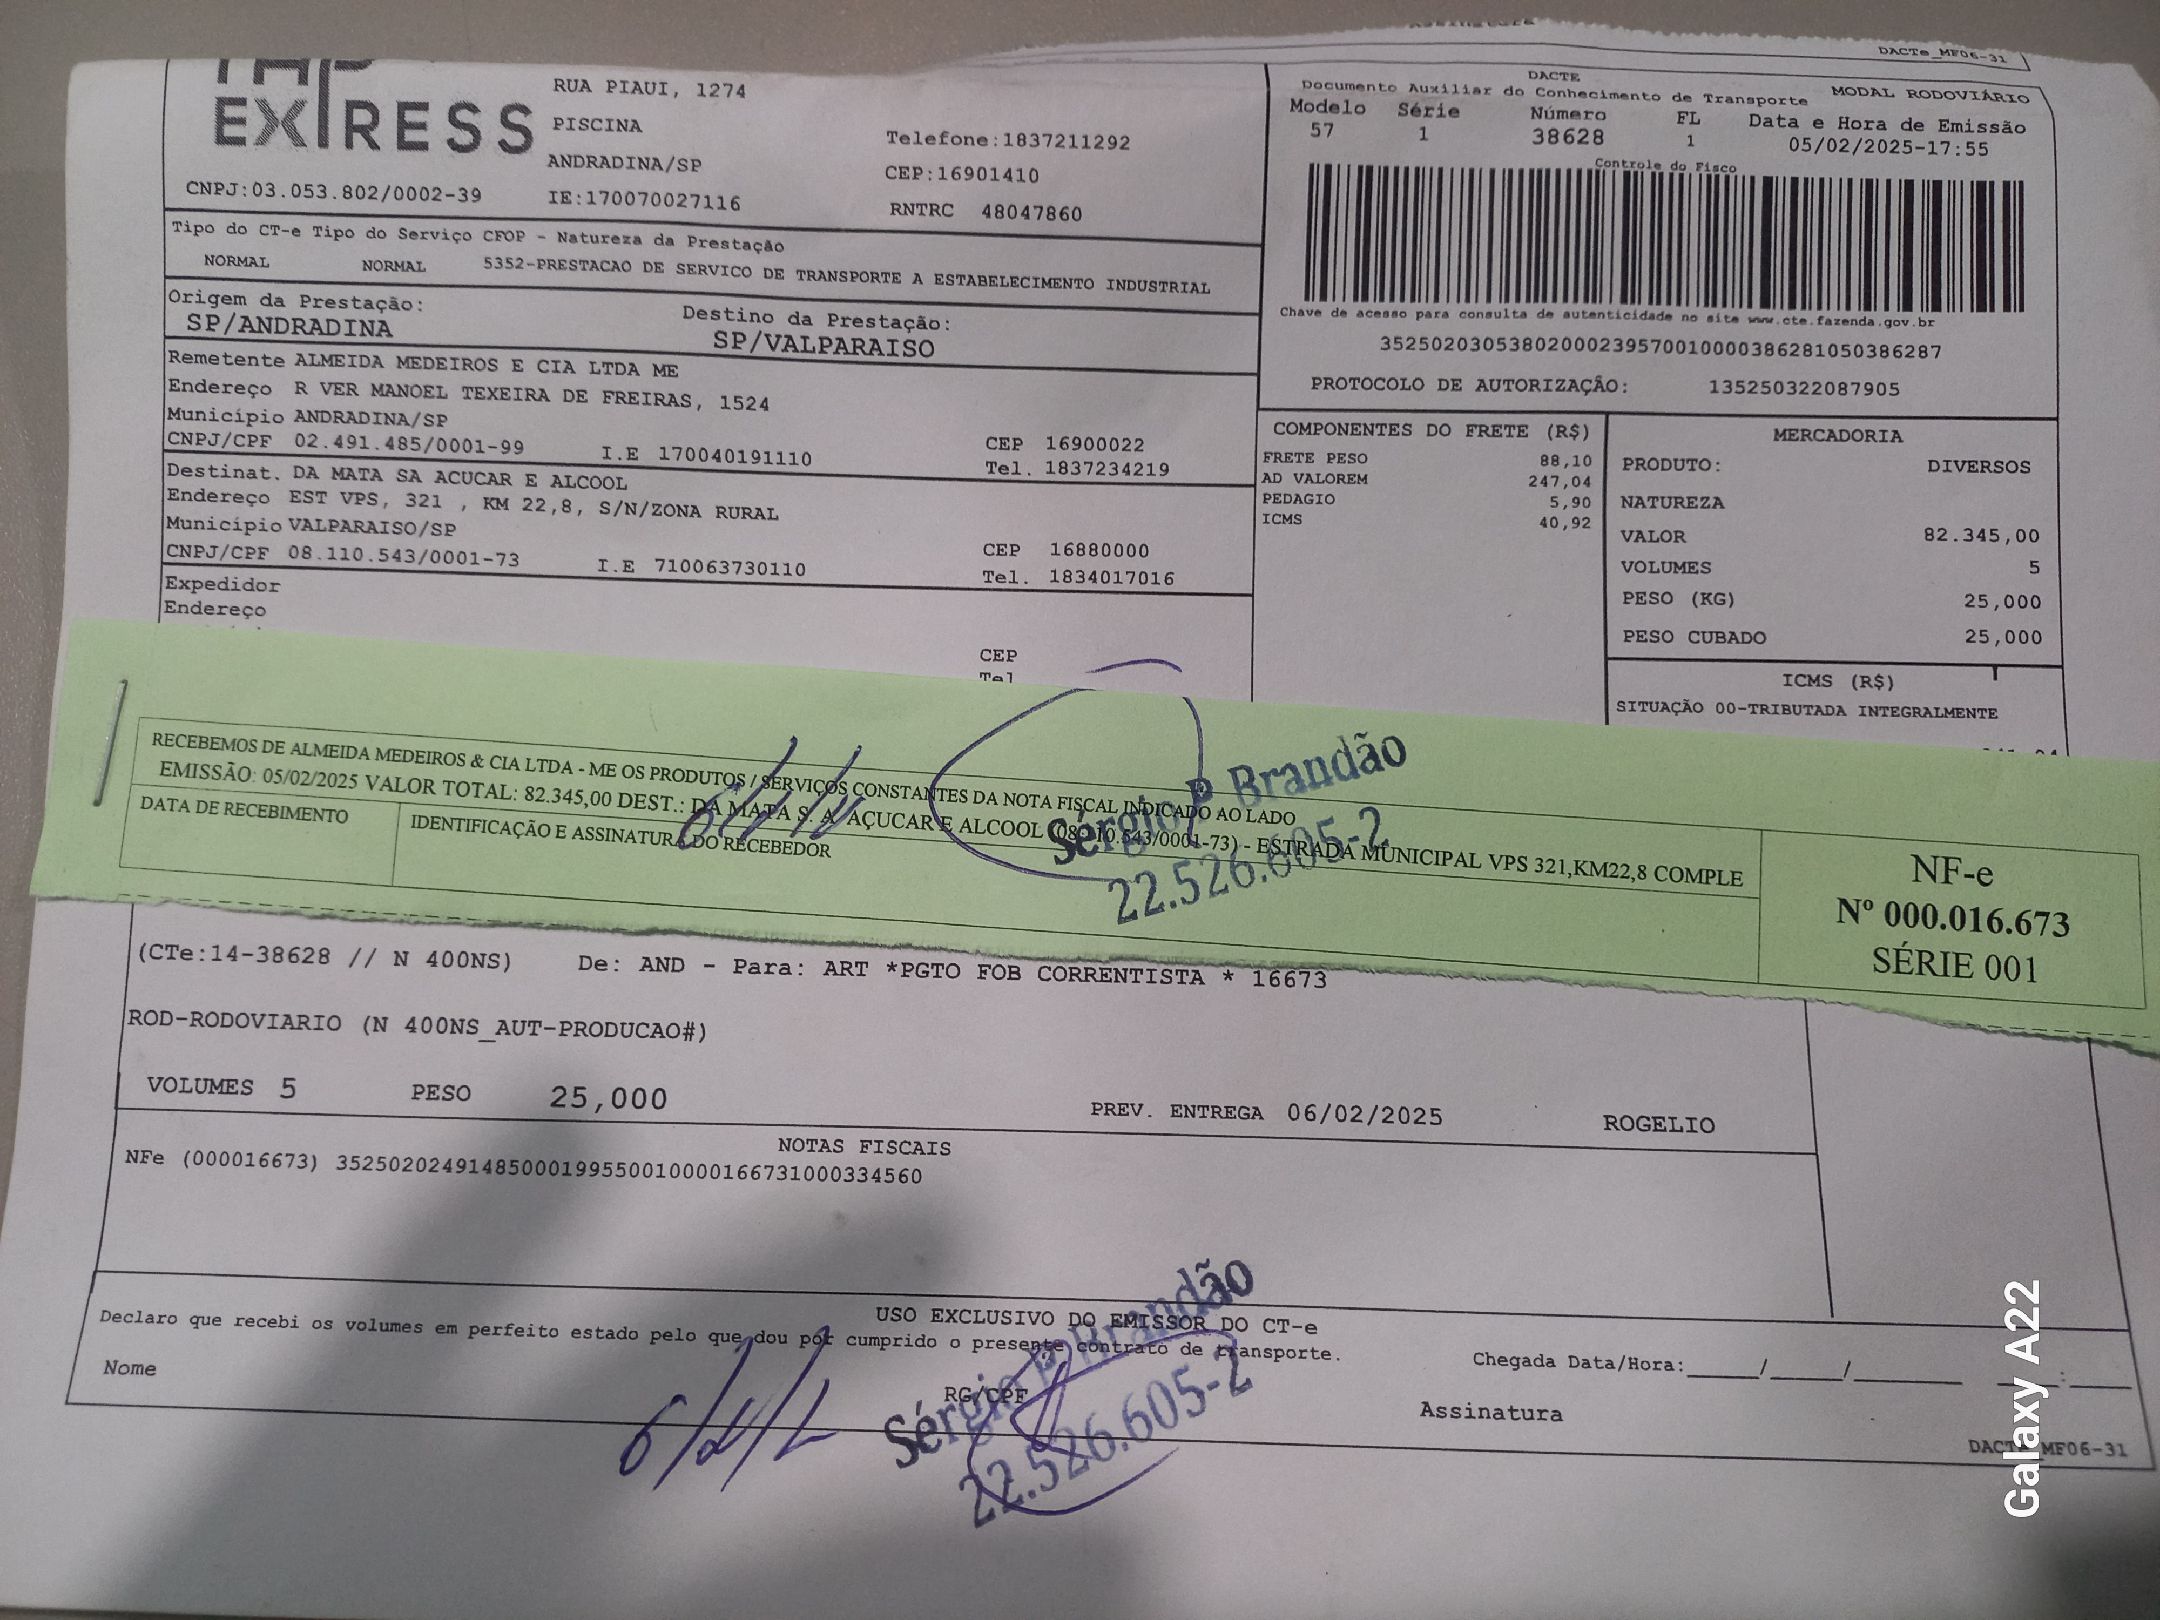 DACTe_MF06-31
EXPRESS
RUA PIAUI, 1274
PISCINA
ANDRADINA/SP
Telefone:1837211292
CEP:16901410
CNPJ:03.053.802/0002-39
IE:170070027116
RNTRC 48047860
DACTE
Documento Auxiliar do Conhecimento de Transporte
MODAL RODOVIÁRIO
Modelo Série Número FL Data e Hora de Emissão
57 1 38628 1 05/02/2025-17:55
Controle do Fisco
Chave de acesso para consulta de autenticidade no site www.cte.fazenda.gov.br
35250203053802000239570010000386281050386287
PROTOCOLO DE AUTORIZAÇÃO: 135250322087905
Tipo do CT-e Tipo do Serviço CFOP - Natureza da Prestação
NORMAL NORMAL 5352-PRESTACAO DE SERVICO DE TRANSPORTE A ESTABELECIMENTO INDUSTRIAL
Origem da Prestação: Destino da Prestação:
SP/ANDRADINA SP/VALPARAISO
Remetente ALMEIDA MEDEIROS E CIA LTDA ME
Endereço R VER MANOEL TEXEIRA DE FREIRAS, 1524
Município ANDRADINA/SP
CEP 16900022
CNPJ/CPF 02.491.485/0001-99 I.E 170040191110
Tel. 1837234219
Destinat. DA MATA SA ACUCAR E ALCOOL
Endereço EST VPS, 321 , KM 22,8, S/N/ZONA RURAL
Município VALPARAISO/SP
CEP 16880000
CNPJ/CPF 08.110.543/0001-73 I.E 710063730110
Tel. 1834017016
Expedidor
Endereço
CEP
Tel
COMPONENTES DO FRETE (R$)
FRETE PESO 88,10
AD VALOREM 247,04
PEDAGIO 5,90
ICMS 40,92
MERCADORIA
PRODUTO: DIVERSOS
NATUREZA
VALOR 82.345,00
VOLUMES 5
PESO (KG) 25,000
PESO CUBADO 25,000
ICMS (R$)
SITUAÇÃO 00-TRIBUTADA INTEGRALMENTE
RECEBEMOS DE ALMEIDA MEDEIROS & CIA LTDA - ME OS PRODUTOS / SERVIÇOS CONSTANTES DA NOTA FISCAL INDICADO AO LADO
EMISSÃO: 05/02/2025 VALOR TOTAL: 82.345,00 DEST.: DA MATA S. A. AÇUCAR E ALCOOL (08.110.543/0001-73) - ESTRADA MUNICIPAL VPS 321,KM22,8 COMPLE
DATA DE RECEBIMENTO
IDENTIFICAÇÃO E ASSINATURA DO RECEBEDOR
Sérgio P Brandão
22.526.605-2
NF-e
Nº 000.016.673
SÉRIE 001
(CTe:14-38628 // N 400NS) De: AND - Para: ART *PGTO FOB CORRENTISTA * 16673
ROD-RODOVIARIO (N 400NS_AUT-PRODUCAO#)
VOLUMES 5 PESO 25,000 PREV. ENTREGA 06/02/2025 ROGELIO
NOTAS FISCAIS
NFe (000016673) 35250202491485000199550010000166731000334560
USO EXCLUSIVO DO EMISSOR DO CT-e
Declaro que recebi os volumes em perfeito estado pelo que dou por cumprido o presente contrato de transporte.
Chegada Data/Hora:_____/_____/_______ ____:____
Nome
RG/CPF
Assinatura
Sérgio P Brandão
22.526.605-2
DACTe_MF06-31
Galaxy A22